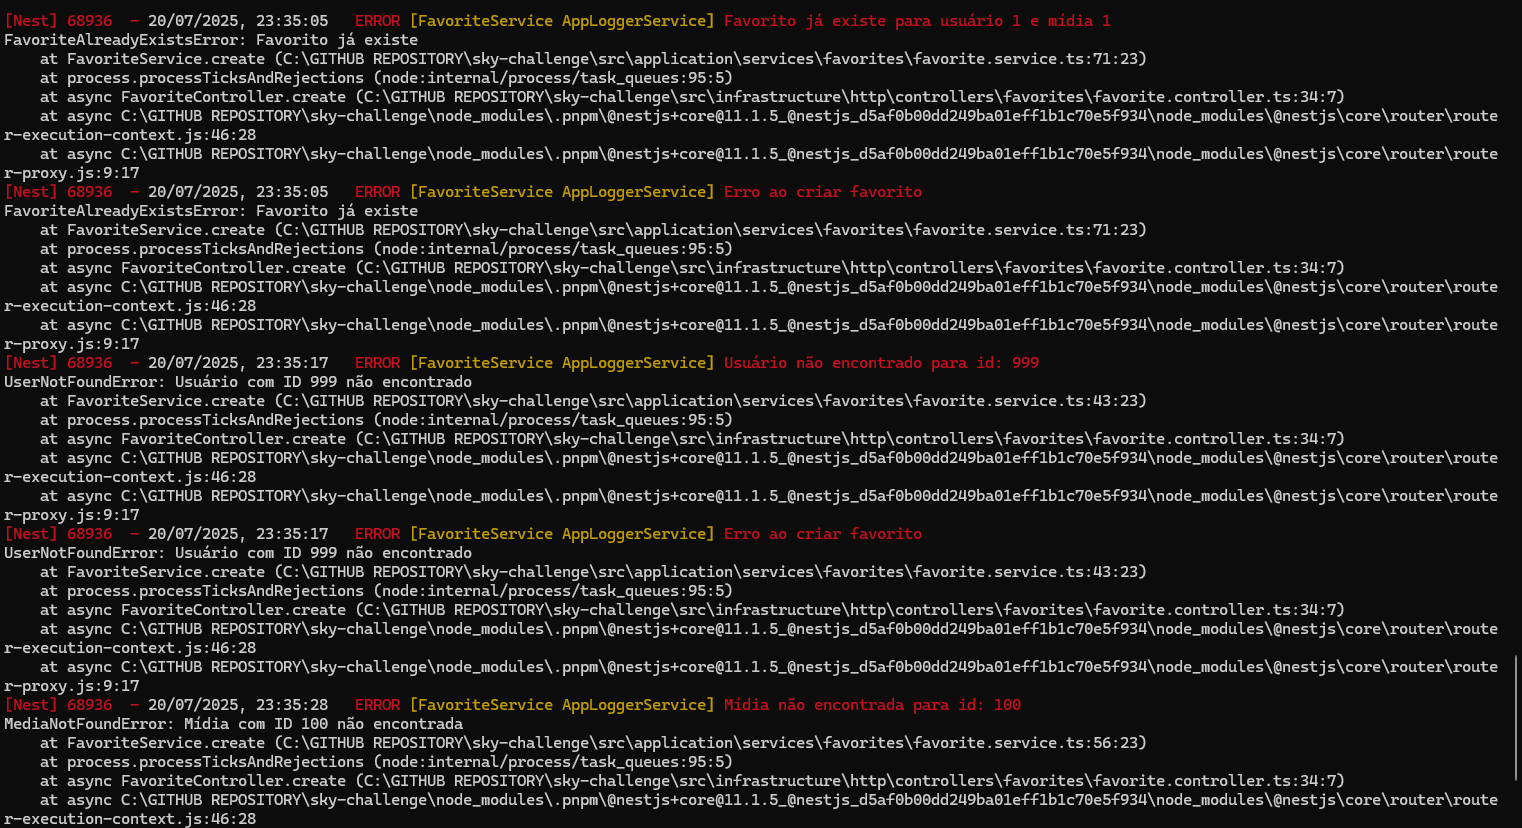 [Nest] 68936  - 20/07/2025, 23:35:05   ERROR [FavoriteService AppLoggerService] Favorito já existe para usuário 1 e mídia 1
FavoriteAlreadyExistsError: Favorito já existe
    at FavoriteService.create (C:\GITHUB REPOSITORY\sky-challenge\src\application\services\favorites\favorite.service.ts:71:23)
    at process.processTicksAndRejections (node:internal/process/task_queues:95:5)
    at async FavoriteController.create (C:\GITHUB REPOSITORY\sky-challenge\src\infrastructure\http\controllers\favorites\favorite.controller.ts:34:7)
    at async C:\GITHUB REPOSITORY\sky-challenge\node_modules\.pnpm\@nestjs+core@11.1.5_@nestjs_d5af0b00dd249ba01eff1b1c70e5f934\node_modules\@nestjs\core\router\route
r-execution-context.js:46:28
    at async C:\GITHUB REPOSITORY\sky-challenge\node_modules\.pnpm\@nestjs+core@11.1.5_@nestjs_d5af0b00dd249ba01eff1b1c70e5f934\node_modules\@nestjs\core\router\route
r-proxy.js:9:17
[Nest] 68936  - 20/07/2025, 23:35:05   ERROR [FavoriteService AppLoggerService] Erro ao criar favorito
FavoriteAlreadyExistsError: Favorito já existe
    at FavoriteService.create (C:\GITHUB REPOSITORY\sky-challenge\src\application\services\favorites\favorite.service.ts:71:23)
    at process.processTicksAndRejections (node:internal/process/task_queues:95:5)
    at async FavoriteController.create (C:\GITHUB REPOSITORY\sky-challenge\src\infrastructure\http\controllers\favorites\favorite.controller.ts:34:7)
    at async C:\GITHUB REPOSITORY\sky-challenge\node_modules\.pnpm\@nestjs+core@11.1.5_@nestjs_d5af0b00dd249ba01eff1b1c70e5f934\node_modules\@nestjs\core\router\route
r-execution-context.js:46:28
    at async C:\GITHUB REPOSITORY\sky-challenge\node_modules\.pnpm\@nestjs+core@11.1.5_@nestjs_d5af0b00dd249ba01eff1b1c70e5f934\node_modules\@nestjs\core\router\route
r-proxy.js:9:17
[Nest] 68936  - 20/07/2025, 23:35:17   ERROR [FavoriteService AppLoggerService] Usuário não encontrado para id: 999
UserNotFoundError: Usuário com ID 999 não encontrado
    at FavoriteService.create (C:\GITHUB REPOSITORY\sky-challenge\src\application\services\favorites\favorite.service.ts:43:23)
    at process.processTicksAndRejections (node:internal/process/task_queues:95:5)
    at async FavoriteController.create (C:\GITHUB REPOSITORY\sky-challenge\src\infrastructure\http\controllers\favorites\favorite.controller.ts:34:7)
    at async C:\GITHUB REPOSITORY\sky-challenge\node_modules\.pnpm\@nestjs+core@11.1.5_@nestjs_d5af0b00dd249ba01eff1b1c70e5f934\node_modules\@nestjs\core\router\route
r-execution-context.js:46:28
    at async C:\GITHUB REPOSITORY\sky-challenge\node_modules\.pnpm\@nestjs+core@11.1.5_@nestjs_d5af0b00dd249ba01eff1b1c70e5f934\node_modules\@nestjs\core\router\route
r-proxy.js:9:17
[Nest] 68936  - 20/07/2025, 23:35:17   ERROR [FavoriteService AppLoggerService] Erro ao criar favorito
UserNotFoundError: Usuário com ID 999 não encontrado
    at FavoriteService.create (C:\GITHUB REPOSITORY\sky-challenge\src\application\services\favorites\favorite.service.ts:43:23)
    at process.processTicksAndRejections (node:internal/process/task_queues:95:5)
    at async FavoriteController.create (C:\GITHUB REPOSITORY\sky-challenge\src\infrastructure\http\controllers\favorites\favorite.controller.ts:34:7)
    at async C:\GITHUB REPOSITORY\sky-challenge\node_modules\.pnpm\@nestjs+core@11.1.5_@nestjs_d5af0b00dd249ba01eff1b1c70e5f934\node_modules\@nestjs\core\router\route
r-execution-context.js:46:28
    at async C:\GITHUB REPOSITORY\sky-challenge\node_modules\.pnpm\@nestjs+core@11.1.5_@nestjs_d5af0b00dd249ba01eff1b1c70e5f934\node_modules\@nestjs\core\router\route
r-proxy.js:9:17
[Nest] 68936  - 20/07/2025, 23:35:28   ERROR [FavoriteService AppLoggerService] Mídia não encontrada para id: 100
MediaNotFoundError: Mídia com ID 100 não encontrada
    at FavoriteService.create (C:\GITHUB REPOSITORY\sky-challenge\src\application\services\favorites\favorite.service.ts:56:23)
    at process.processTicksAndRejections (node:internal/process/task_queues:95:5)
    at async FavoriteController.create (C:\GITHUB REPOSITORY\sky-challenge\src\infrastructure\http\controllers\favorites\favorite.controller.ts:34:7)
    at async C:\GITHUB REPOSITORY\sky-challenge\node_modules\.pnpm\@nestjs+core@11.1.5_@nestjs_d5af0b00dd249ba01eff1b1c70e5f934\node_modules\@nestjs\core\router\route
r-execution-context.js:46:28